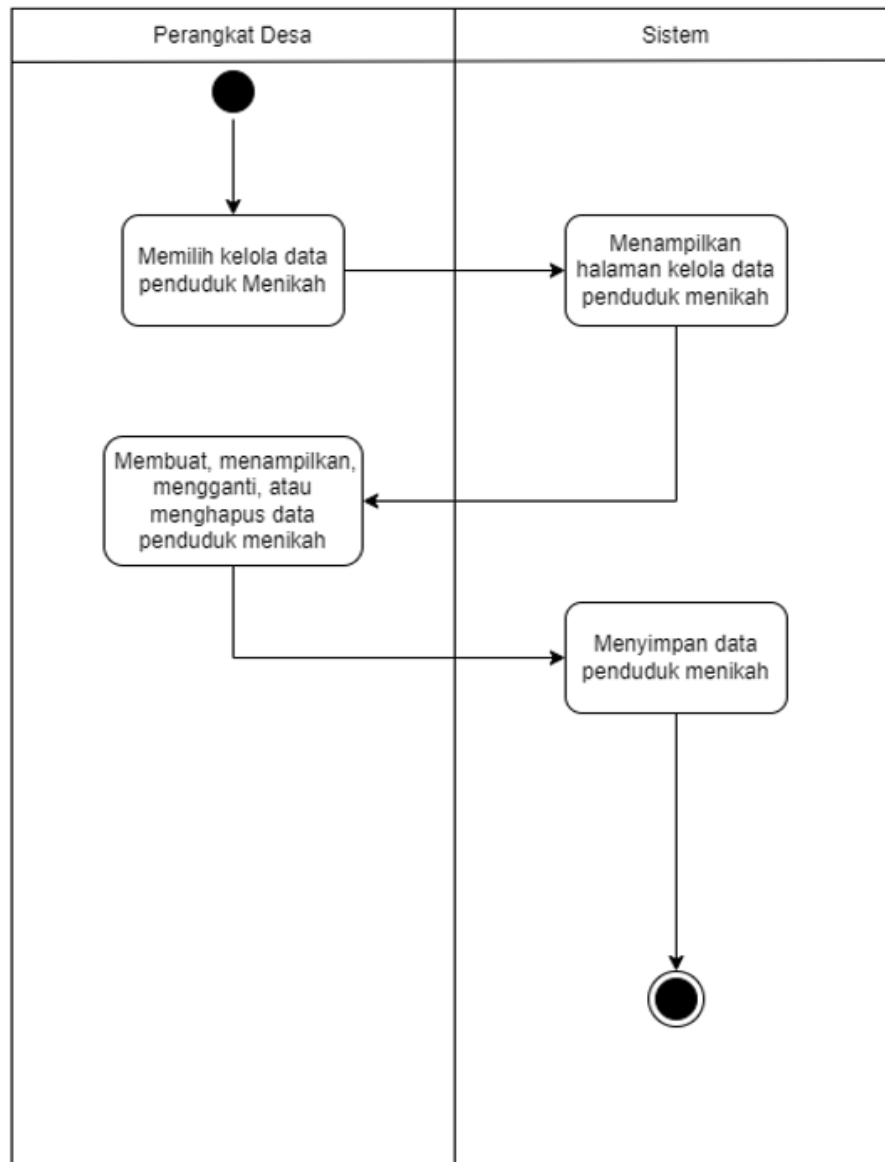 Perangkat Desa
Sistem
Memilih kelola data
penduduk Menikah
Menampilkan
halaman kelola data
penduduk menikah
Membuat, menampilkan,
mengganti, atau
menghapus data
penduduk menikah
Menyimpan data
penduduk menikah